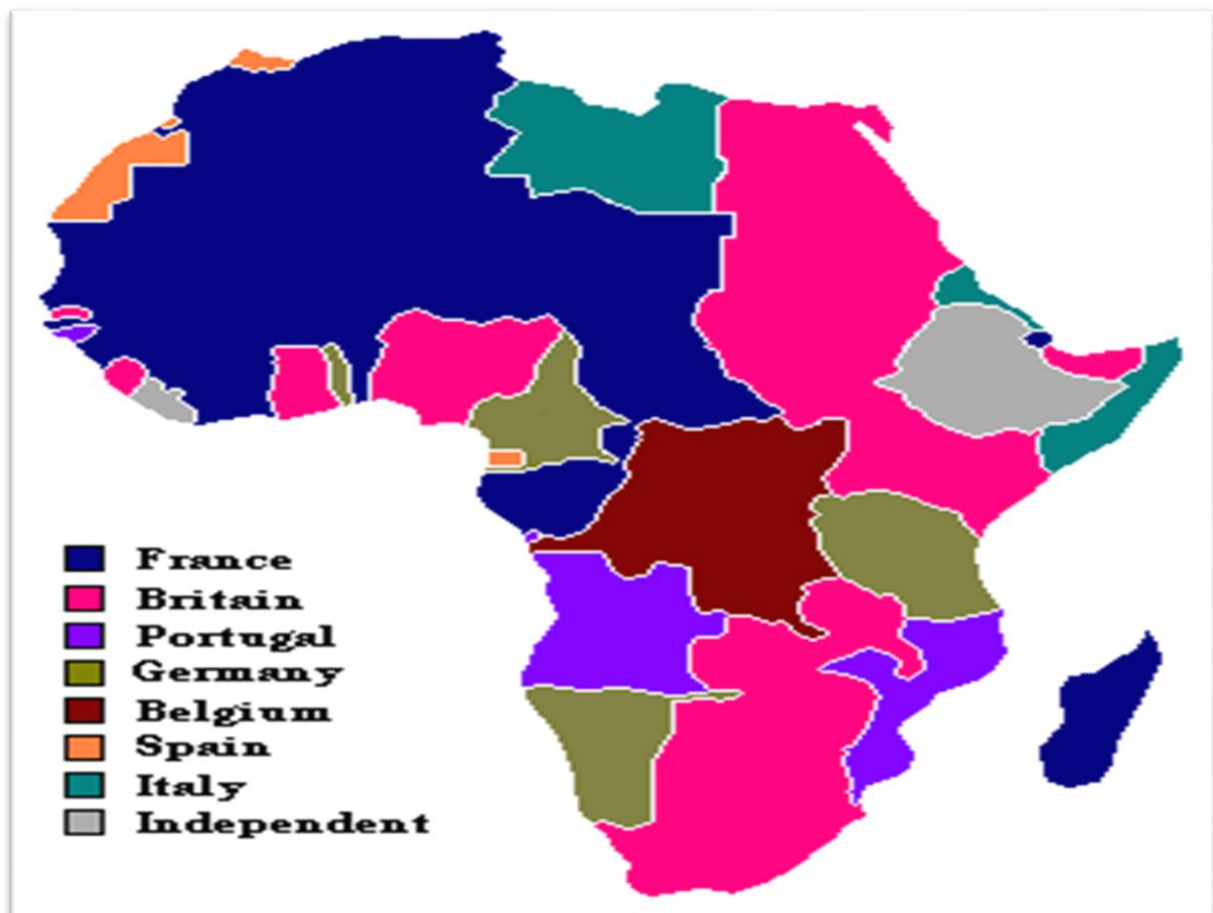 France
Britain
Portugal
Germany
Belgium
Spain
Italy
Independent